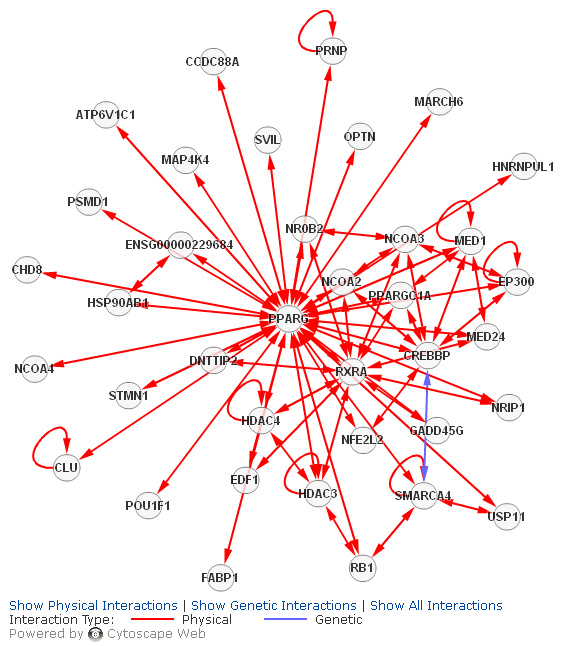 PRNP
CCDC88A
MARCH6
ATP6V1C1
SVIL
OPTN
MAP4K4
HNRNPUL1
PSMD1
NR0B2
NCOA3
MED1
ENSG00000229684
CHD8
NCOA2
EP300
HSP90AB1
PPARGC1A
PPARG
MED24
DNTTIP2
CREBBP
NCOA4
RXRA
STMN1
NRIP1
HDAC4
GADD45G
NFE2L2
CLU
EDF1
HDAC3
SMARCA4
POU1F1
USP11
FABP1
RB1
Show Physical Interactions | Show Genetic Interactions | Show All Interactions
Interaction Type: Physical Genetic
Powered by Cytoscape Web